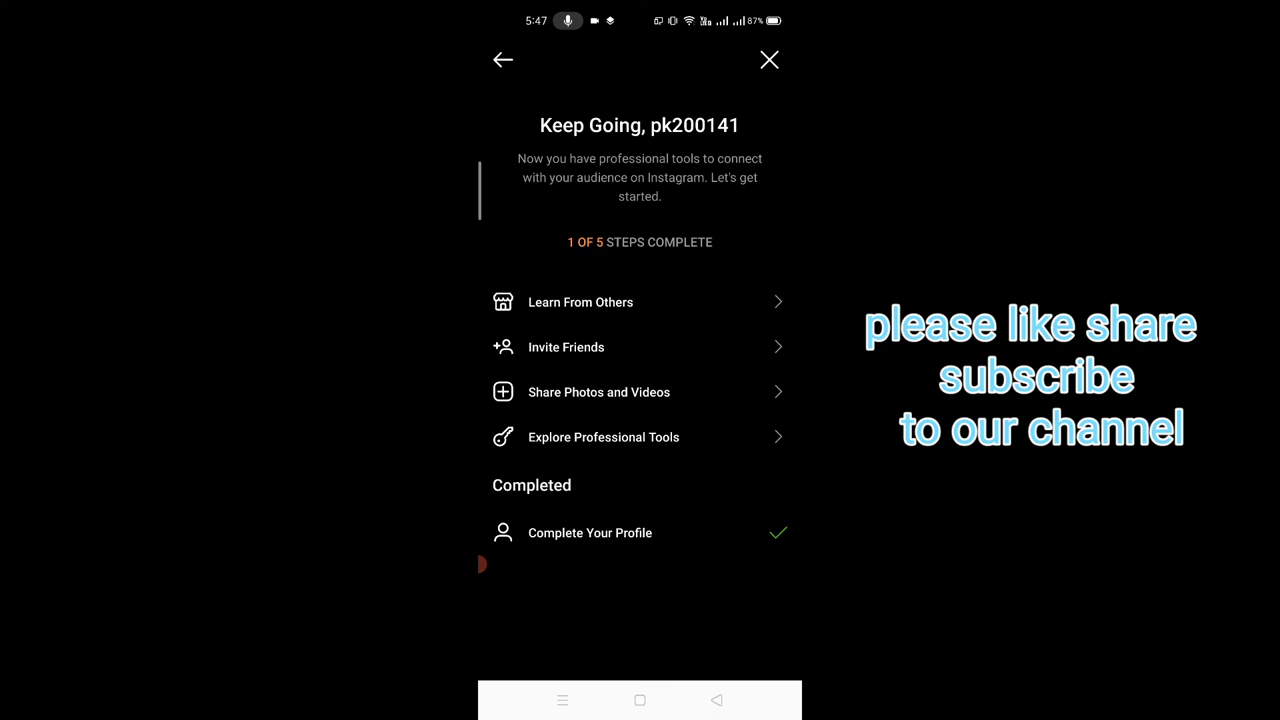 5:47
87%
Keep Going, pk200141
Now you have professional tools to connect
with your audience on Instagram. Let's get
started.
1 OF 5 STEPS COMPLETE
Learn From Others
Invite Friends
Share Photos and Videos
Explore Professional Tools
Completed
Complete Your Profile
please like share
subscribe
to our channel